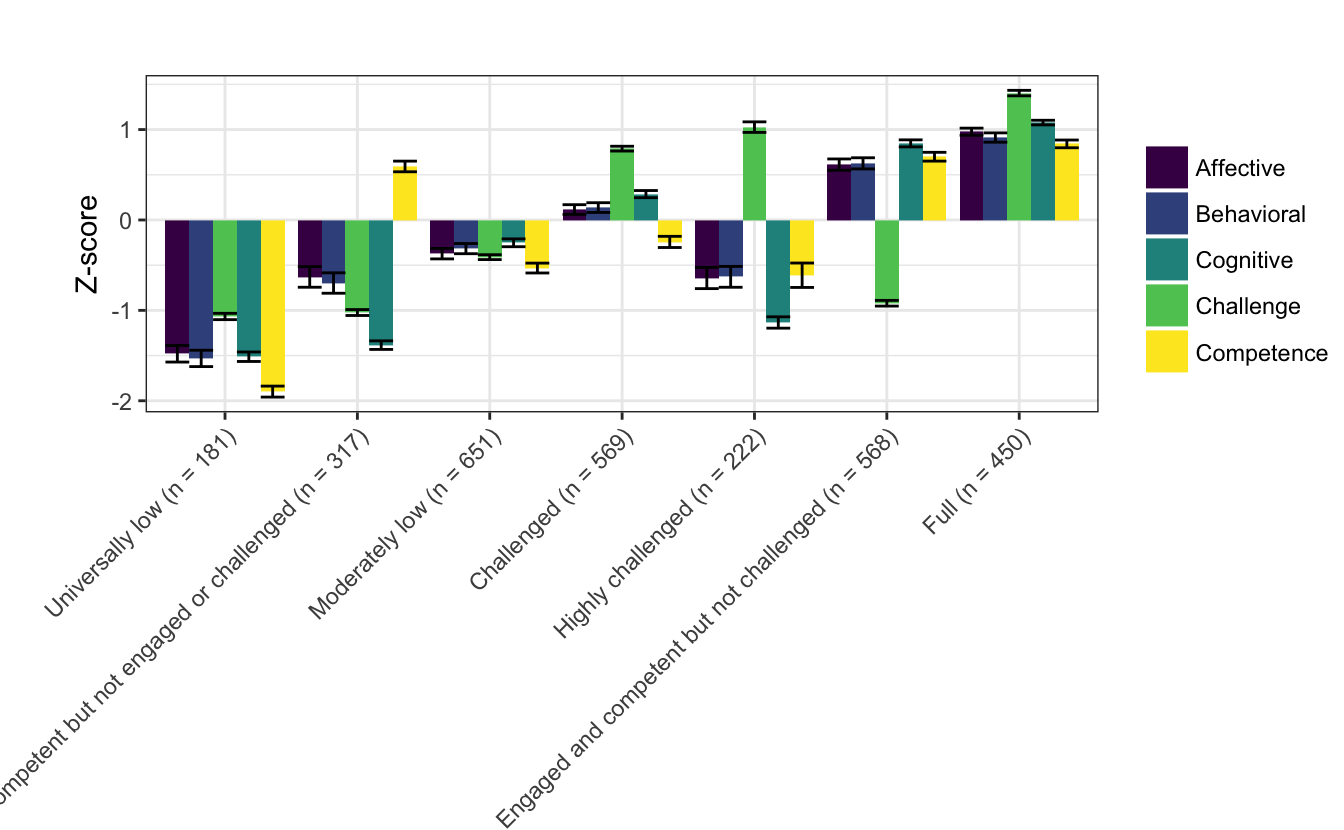 Z-score
1
0
-1
-2
Universally low (n = 181)
ompetent but not engaged or challenged (n = 317)
Moderately low (n = 651)
Challenged (n = 569)
Highly challenged (n = 222)
Engaged and competent but not challenged (n = 568)
Full (n = 450)
Affective
Behavioral
Cognitive
Challenge
Competence